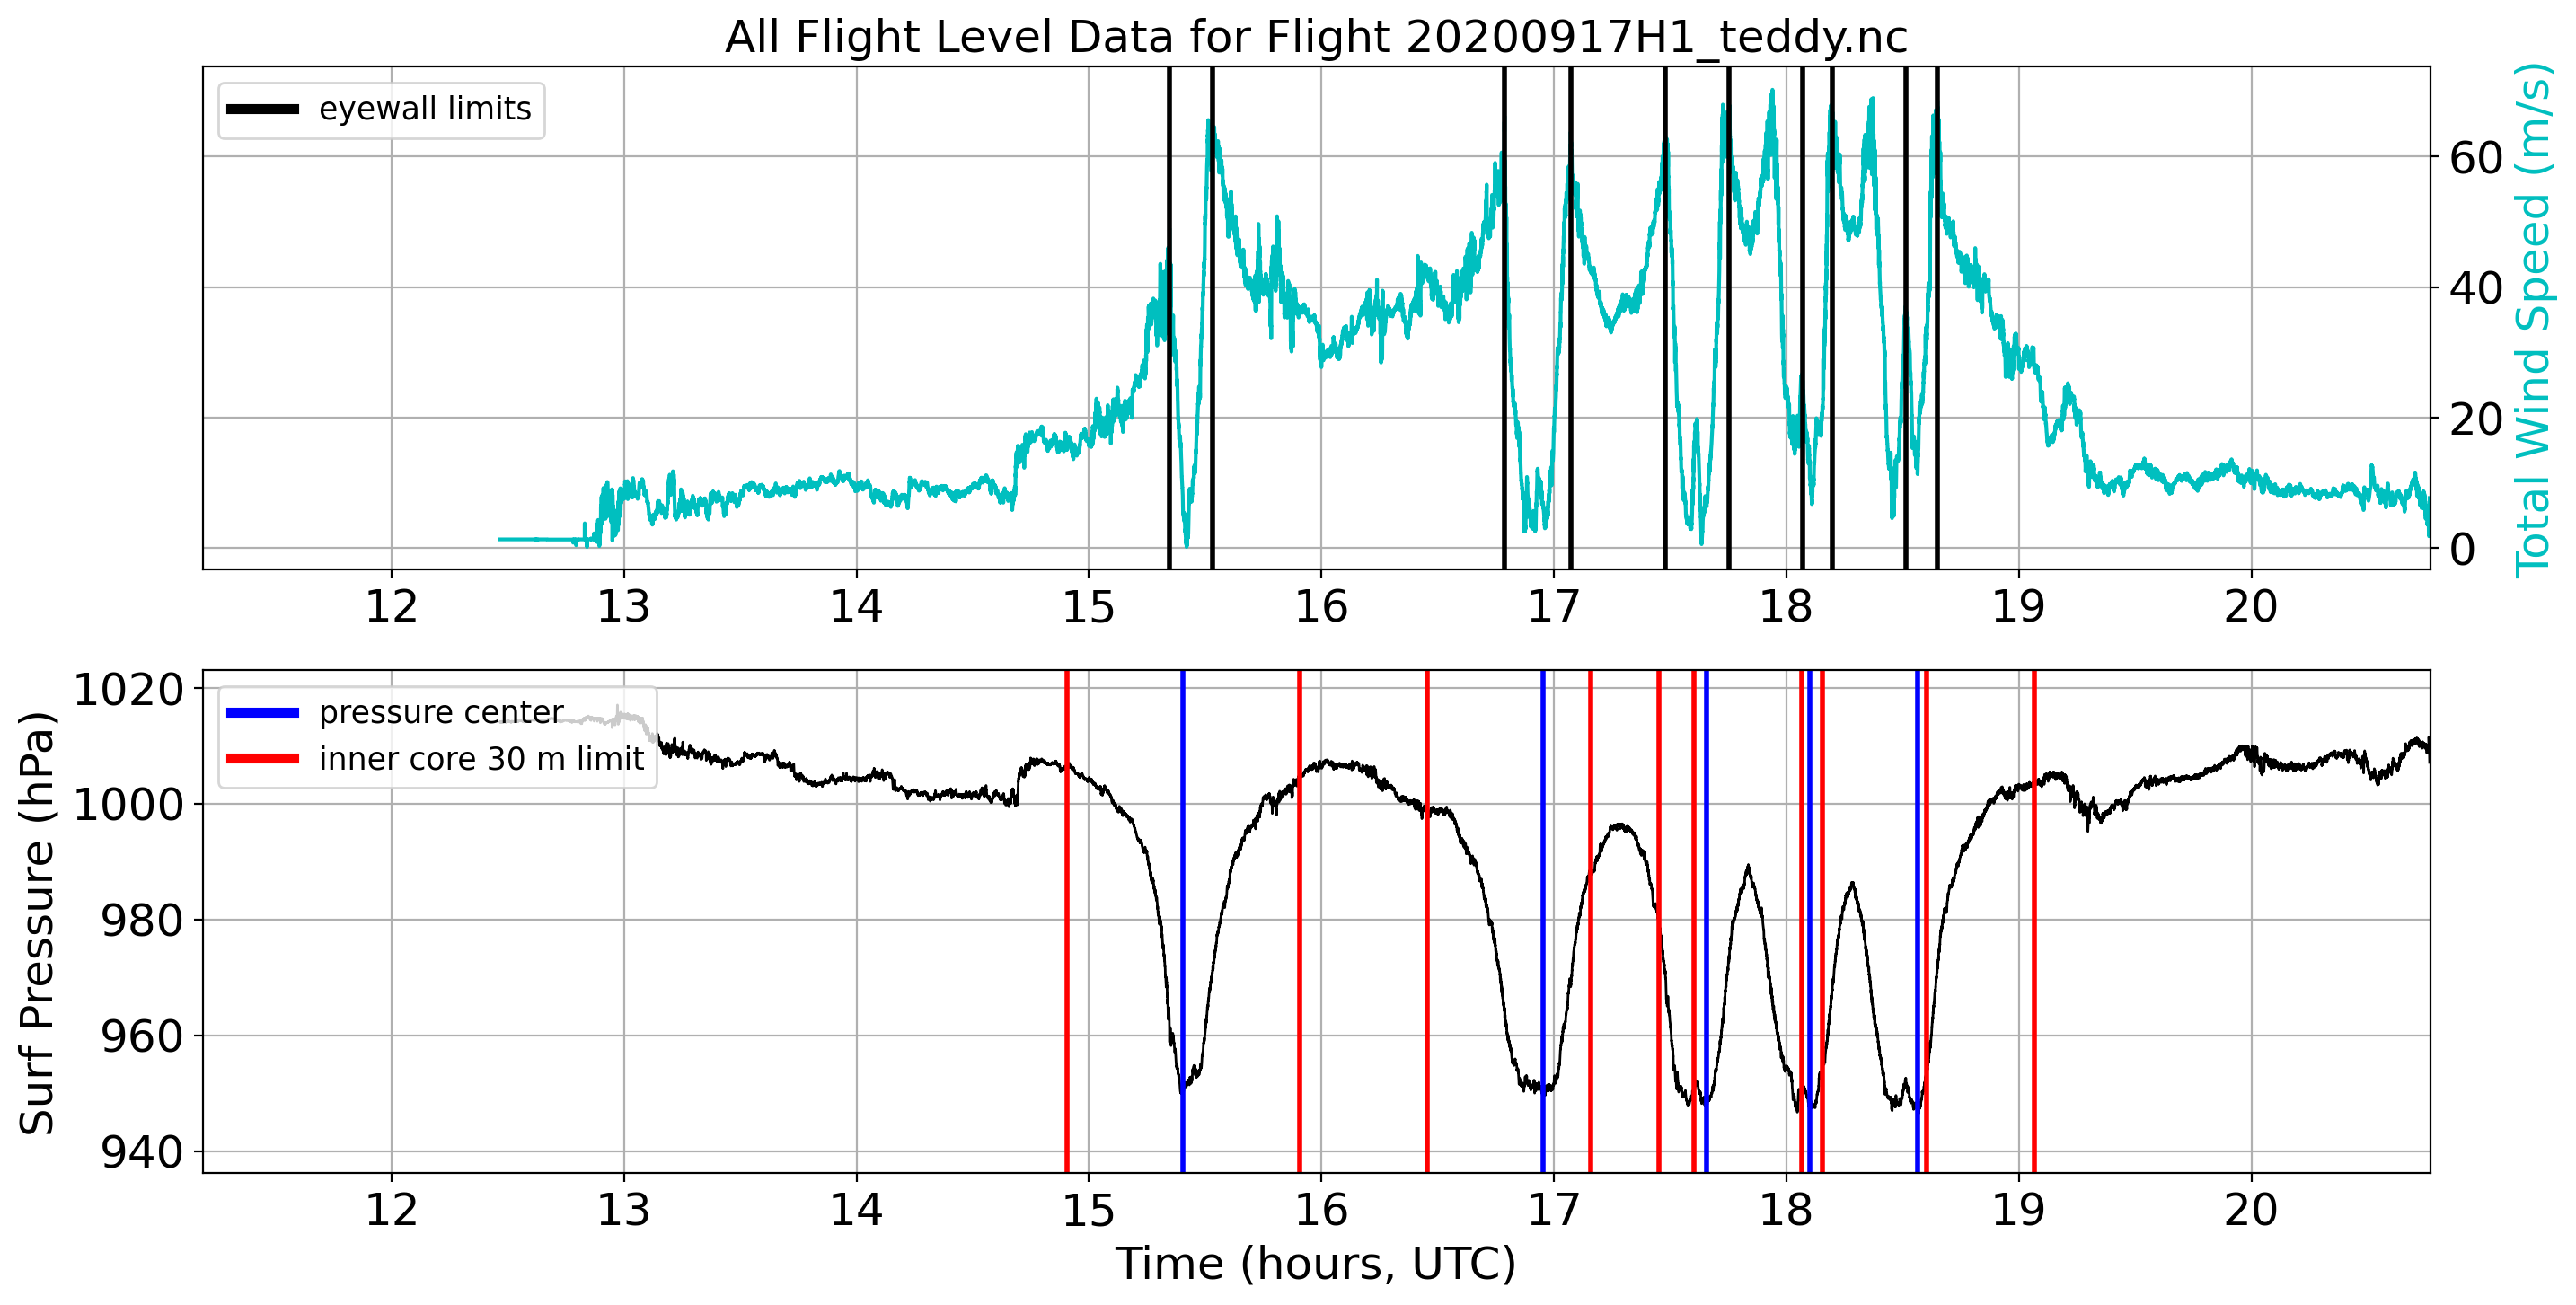 All Flight Level Data for Flight 20200917H1_teddy.nc
eyewall limits
60
40
20
0
Total Wind Speed (m/s)
12 13 14 15 16 17 18 19 20
1020
1000
980
960
940
Surf Pressure (hPa)
pressure center
inner core 30 m limit
12 13 14 15 16 17 18 19 20
Time (hours, UTC)